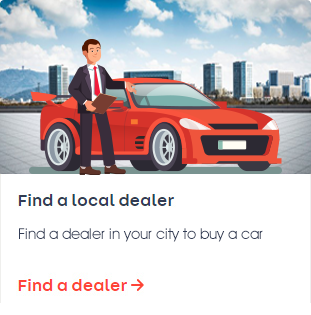 Find a local dealer
Find a dealer in your city to buy a car
Find a dealer →